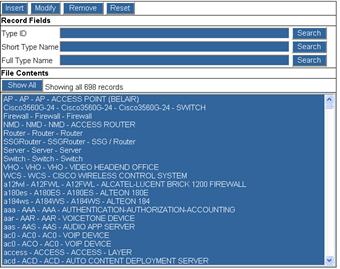 Insert Modify Remove Reset
Record Fields
Type ID Search
Short Type Name Search
Full Type Name Search
File Contents
Show All Showing all 698 records
AP - AP - AP - ACCESS POINT (BELAIR)
Cisco3560G-24 - Cisco3560G-24 - Cisco3560G-24 - SWITCH
Firewall - Firewall - Firewall
NMD - NMD - NMD - ACCESS ROUTER
Router - Router - Router
SSGRouter - SSGRouter - SSG / Router
Server - Server - Server
Switch - Switch - Switch
VHO - VHO - VHO - VIDEO HEADEND OFFICE
WCS - WCS - CISCO WIRELESS CONTROL SYSTEM
a12fwl - A12FWL - A12FWL - ALCATEL-LUCENT BRICK 1200 FIREWALL
a180es - A180ES - A180ES - ALTEON 180E
a184ws - A184WS - A184WS - ALTEON 184
aaa - AAA - AAA - AUTHENTICATION-AUTHORIZATION-ACCOUNTING
aar - AAR - AAR - VOICETONE DEVICE
aas - AAS - AAS - AUDIO APP SERVER
ac0 - AC0 - AC0 - VOIP DEVICE
ac0 - ACO - ACO - VOIP DEVICE
access - ACCESS - ACCESS - LAYER
acd - ACD - ACD - AUTO CONTENT DEPLOYMENT SERVER